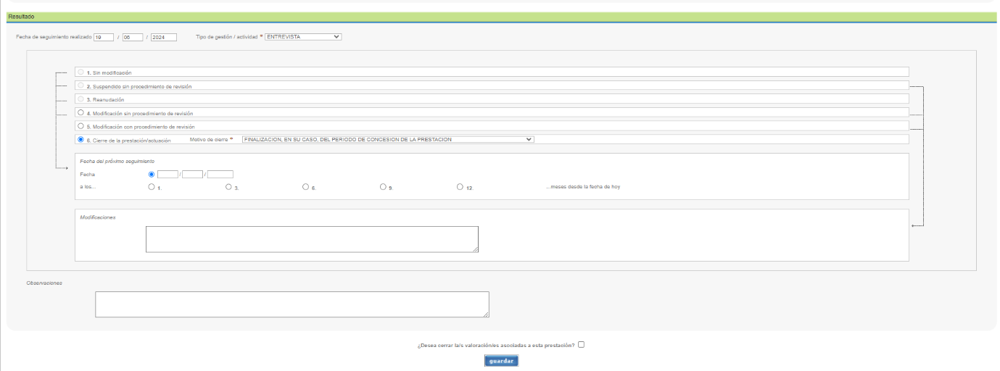 Resultado
Fecha de seguimiento realizado 19 / 06 / 2024 Tipo de gestión / actividad * ENTREVISTA
1. Sin modificación
2. Suspendido sin procedimiento de revisión
3. Reanudación
4. Modificación sin procedimiento de revisión
5. Modificación con procedimiento de revisión
6. Cierre de la prestación/actuación Motivo de cierre * FINALIZACION, EN SU CASO, DEL PERIODO DE CONCESION DE LA PRESTACION
Fecha del próximo seguimiento
Fecha / /
a los... 1. 3. 6. 9. 12. ...meses desde la fecha de hoy
Modificaciones
Observaciones
¿Desea cerrar la/s valoración/es asociadas a esta prestación?
guardar